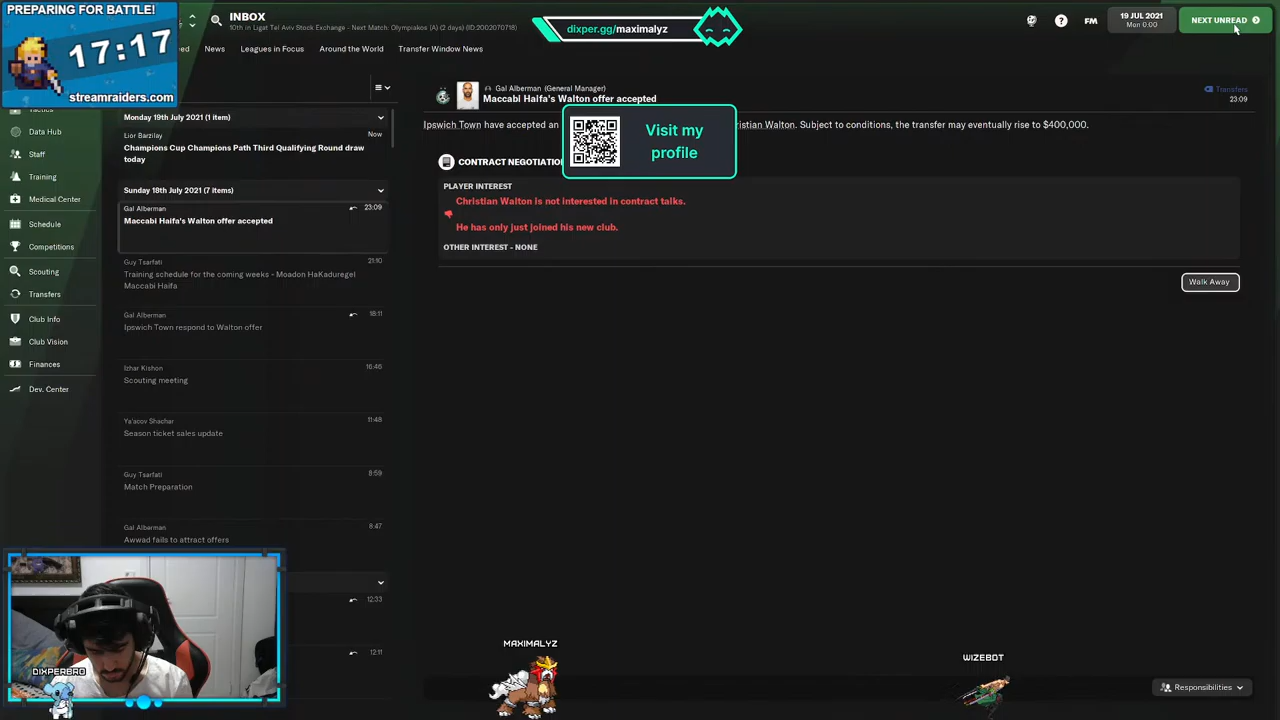 PREPARING FOR BATTLE!
17:17
streamraiders.com
INBOX
10th in Ligat Tel Aviv Stock Exchange - Next Match: Olympiakos (A) (2 days) (ID:2002070718)
dixper.gg/maximalyz
FM
19 JUL 2021
Mon 0:00
NEXT UNREAD
News
Leagues in Focus
Around the World
Transfer Window News
Tactics
Data Hub
Staff
Training
Medical Center
Schedule
Competitions
Scouting
Transfers
Club Info
Club Vision
Finances
Dev. Center
Monday 19th July 2021 (1 item)
Lior Barzilay
Now
Champions Cup Champions Path Third Qualifying Round draw
today
Sunday 18th July 2021 (7 items)
Gal Alberman
23:09
Maccabi Haifa's Walton offer accepted
Guy Tsarfati
21:10
Training schedule for the coming weeks - Moadon HaKaduregel
Maccabi Haifa
Gal Alberman
18:11
Ipswich Town respond to Walton offer
Izhar Kishon
16:46
Scouting meeting
Ya'acov Shachar
11:48
Season ticket sales update
Guy Tsarfati
8:59
Match Preparation
Gal Alberman
8:47
Awwad fails to attract offers
12:33
12:11
Gal Alberman (General Manager)
Maccabi Haifa's Walton offer accepted
Transfers
23:09
Ipswich Town have accepted an
Christian Walton. Subject to conditions, the transfer may eventually rise to $400,000.
Visit my
profile
CONTRACT NEGOTIATION
PLAYER INTEREST
Christian Walton is not interested in contract talks.
He has only just joined his new club.
OTHER INTEREST - NONE
Walk Away
DIXPERBRO
MAXIMALYZ
WIZEBOT
Responsibilities